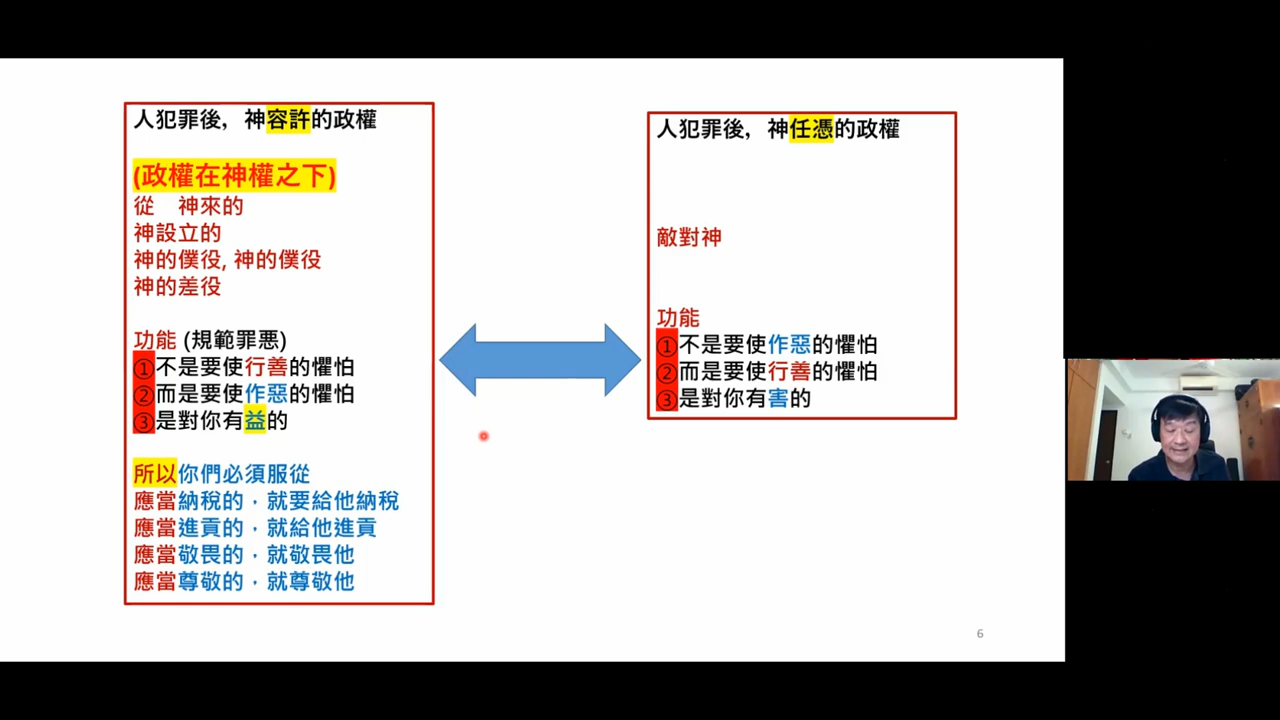 人犯罪後，神容許的政權
(政權在神權之下)
從　神來的
神設立的
神的僕役, 神的僕役
神的差役
功能 (規範罪惡)
①不是要使行善的懼怕
②而是要使作惡的懼怕
③是對你有益的
所以你們必須服從
應當納稅的，就要給他納稅
應當進貢的，就給他進貢
應當敬畏的，就敬畏他
應當尊敬的，就尊敬他
人犯罪後，神任憑的政權
敵對神
功能
①不是要使作惡的懼怕
②而是要使行善的懼怕
③是對你有害的
6